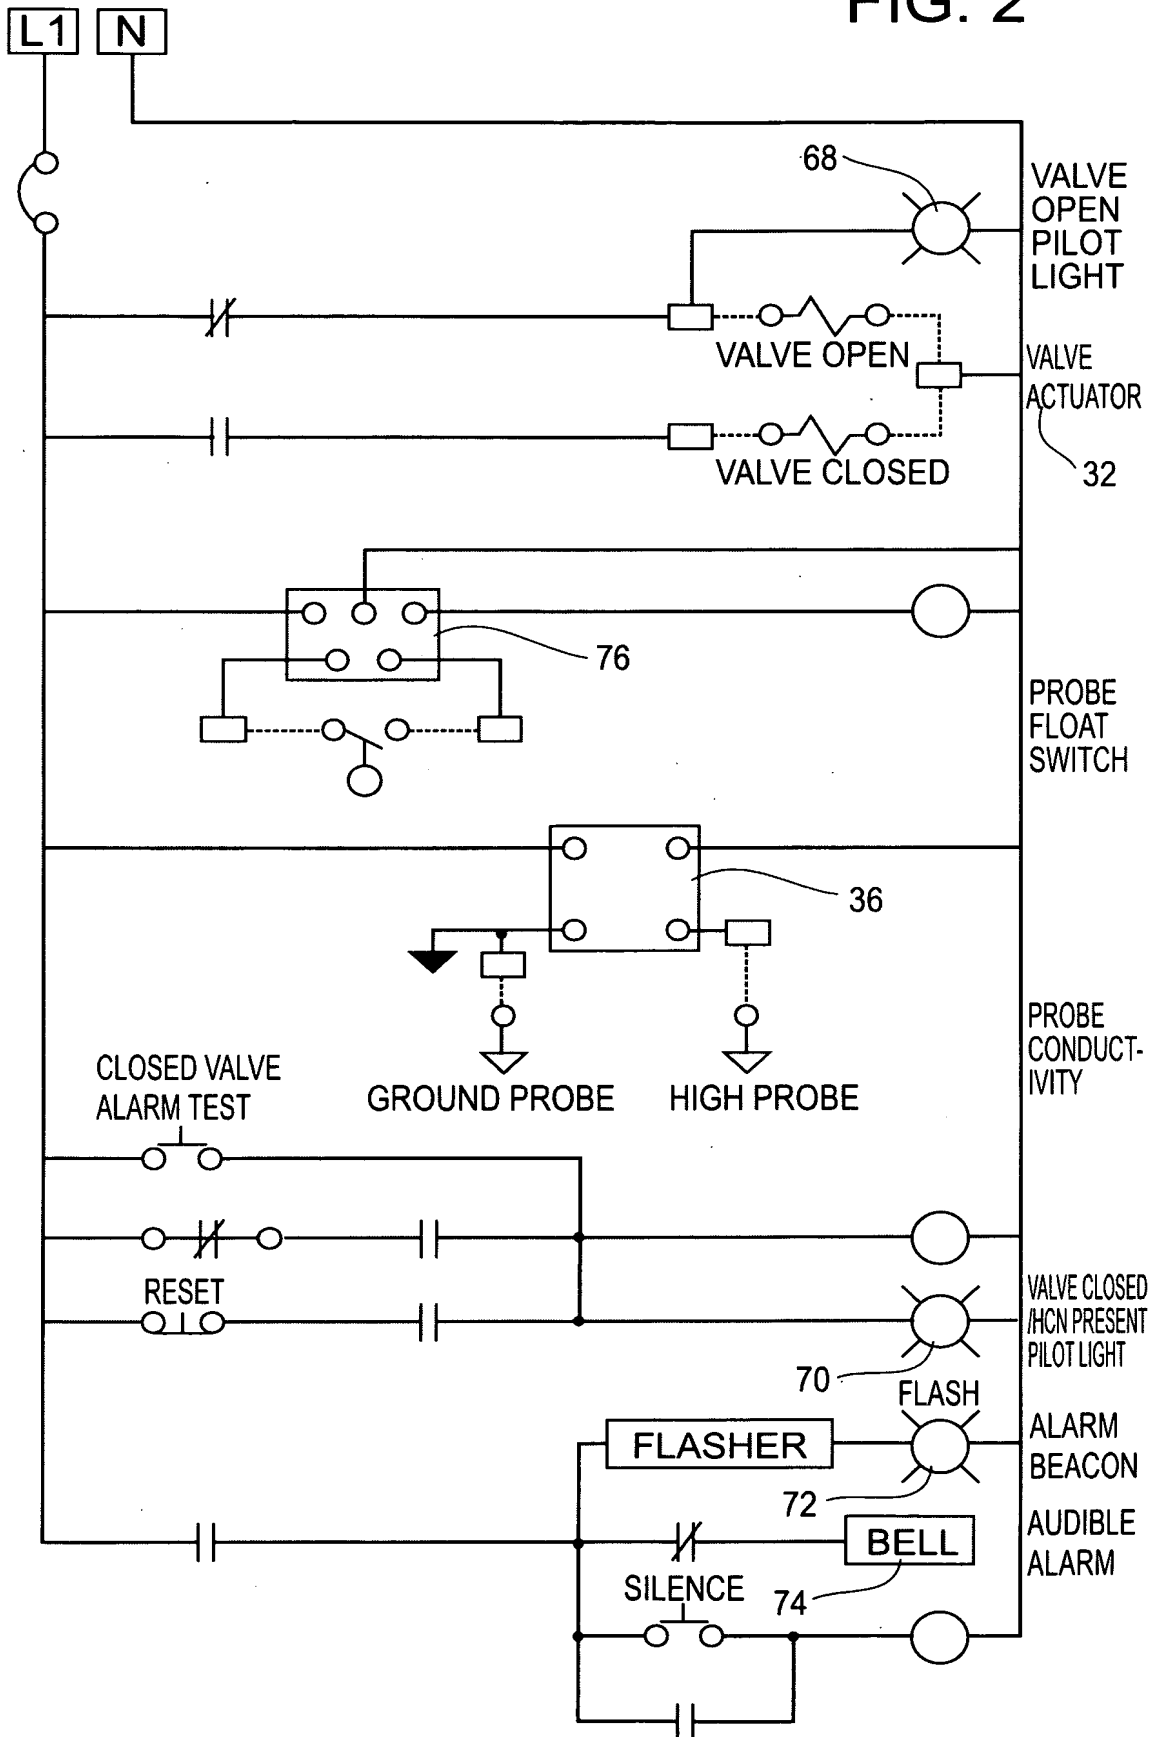 FIG. 2
L1 N
68
VALVE
OPEN
PILOT
LIGHT
VALVE OPEN
VALVE
ACTUATOR
VALVE CLOSED
32
76
PROBE
FLOAT
SWITCH
36
PROBE
CONDUCT-
IVITY
CLOSED VALVE
ALARM TEST
GROUND PROBE HIGH PROBE
RESET
VALVE CLOSED
/HCN PRESENT
PILOT LIGHT
70
FLASH
FLASHER
ALARM
BEACON
72
BELL
AUDIBLE
ALARM
SILENCE
74